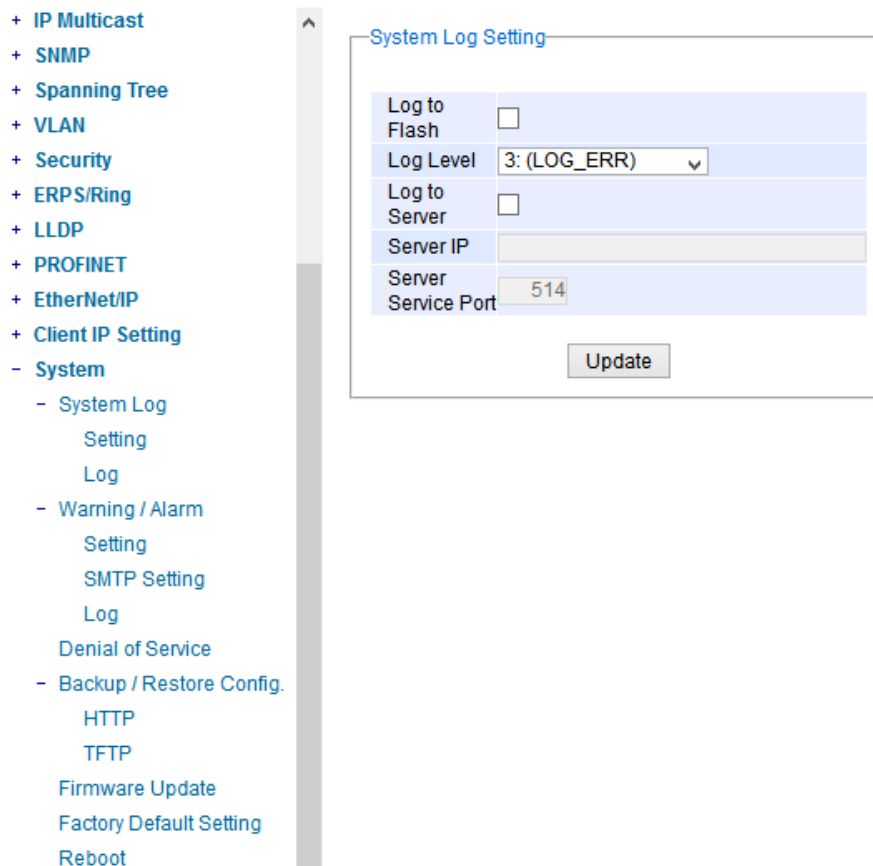 + IP Multicast
+ SNMP
+ Spanning Tree
+ VLAN
+ Security
+ ERPS/Ring
+ LLDP
+ PROFINET
+ EtherNet/IP
+ Client IP Setting
− System
− System Log
Setting
Log
− Warning / Alarm
Setting
SMTP Setting
Log
Denial of Service
− Backup / Restore Config.
HTTP
TFTP
Firmware Update
Factory Default Setting
Reboot
System Log Setting
Log to
Flash
Log Level 3: (LOG_ERR)
Log to
Server
Server IP
Server
Service Port 514
Update